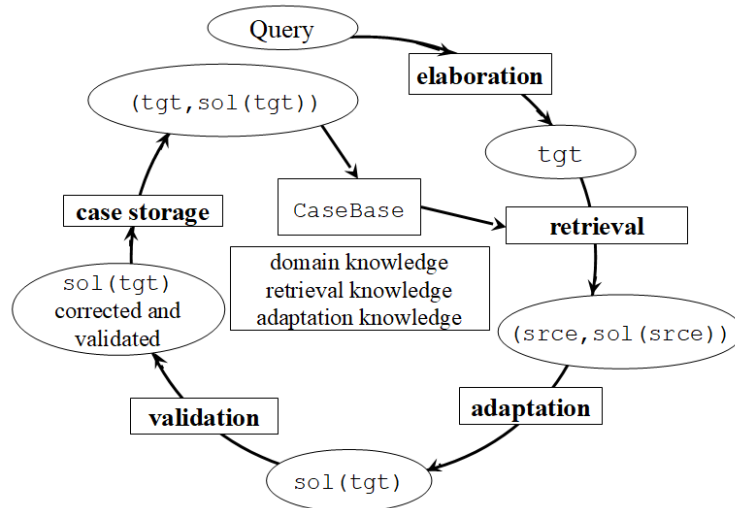 Query
elaboration
(tgt,sol(tgt))
tgt
case storage
CaseBase
retrieval
domain knowledge
retrieval knowledge
adaptation knowledge
sol(tgt)
corrected and
validated
(srce,sol(srce))
validation
adaptation
sol(tgt)